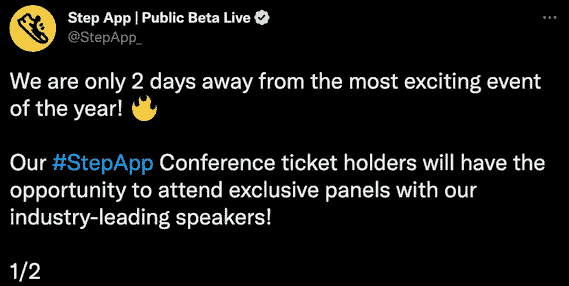 Step App | Public Beta Live
@StepApp_
We are only 2 days away from the most exciting event
of the year! 🔥
Our #StepApp Conference ticket holders will have the
opportunity to attend exclusive panels with our
industry-leading speakers!
1/2